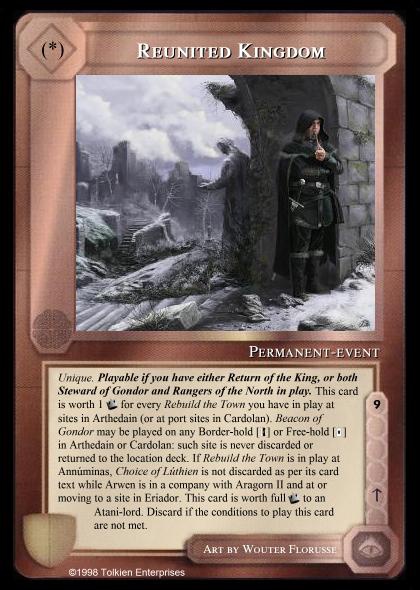 (*)
REUNITED KINGDOM
PERMANENT-EVENT
Unique. Playable if you have either Return of the King, or both
Steward of Gondor and Rangers of the North in play. This card
is worth 1 for every Rebuild the Town you have in play at
sites in Arthedain (or at port sites in Cardolan). Beacon of
Gondor may be played on any Border-hold [ ] or Free-hold [ ]
in Arthedain or Cardolan: such site is never discarded or
returned to the location deck. If Rebuild the Town is in play at
Annúminas, Choice of Lúthien is not discarded as per its card
text while Arwen is in a company with Aragorn II and at or
moving to a site in Eriador. This card is worth full to an
Atani-lord. Discard if the conditions to play this card
are not met.
9
ART BY WOUTER FLORUSSE
©1998 Tolkien Enterprises